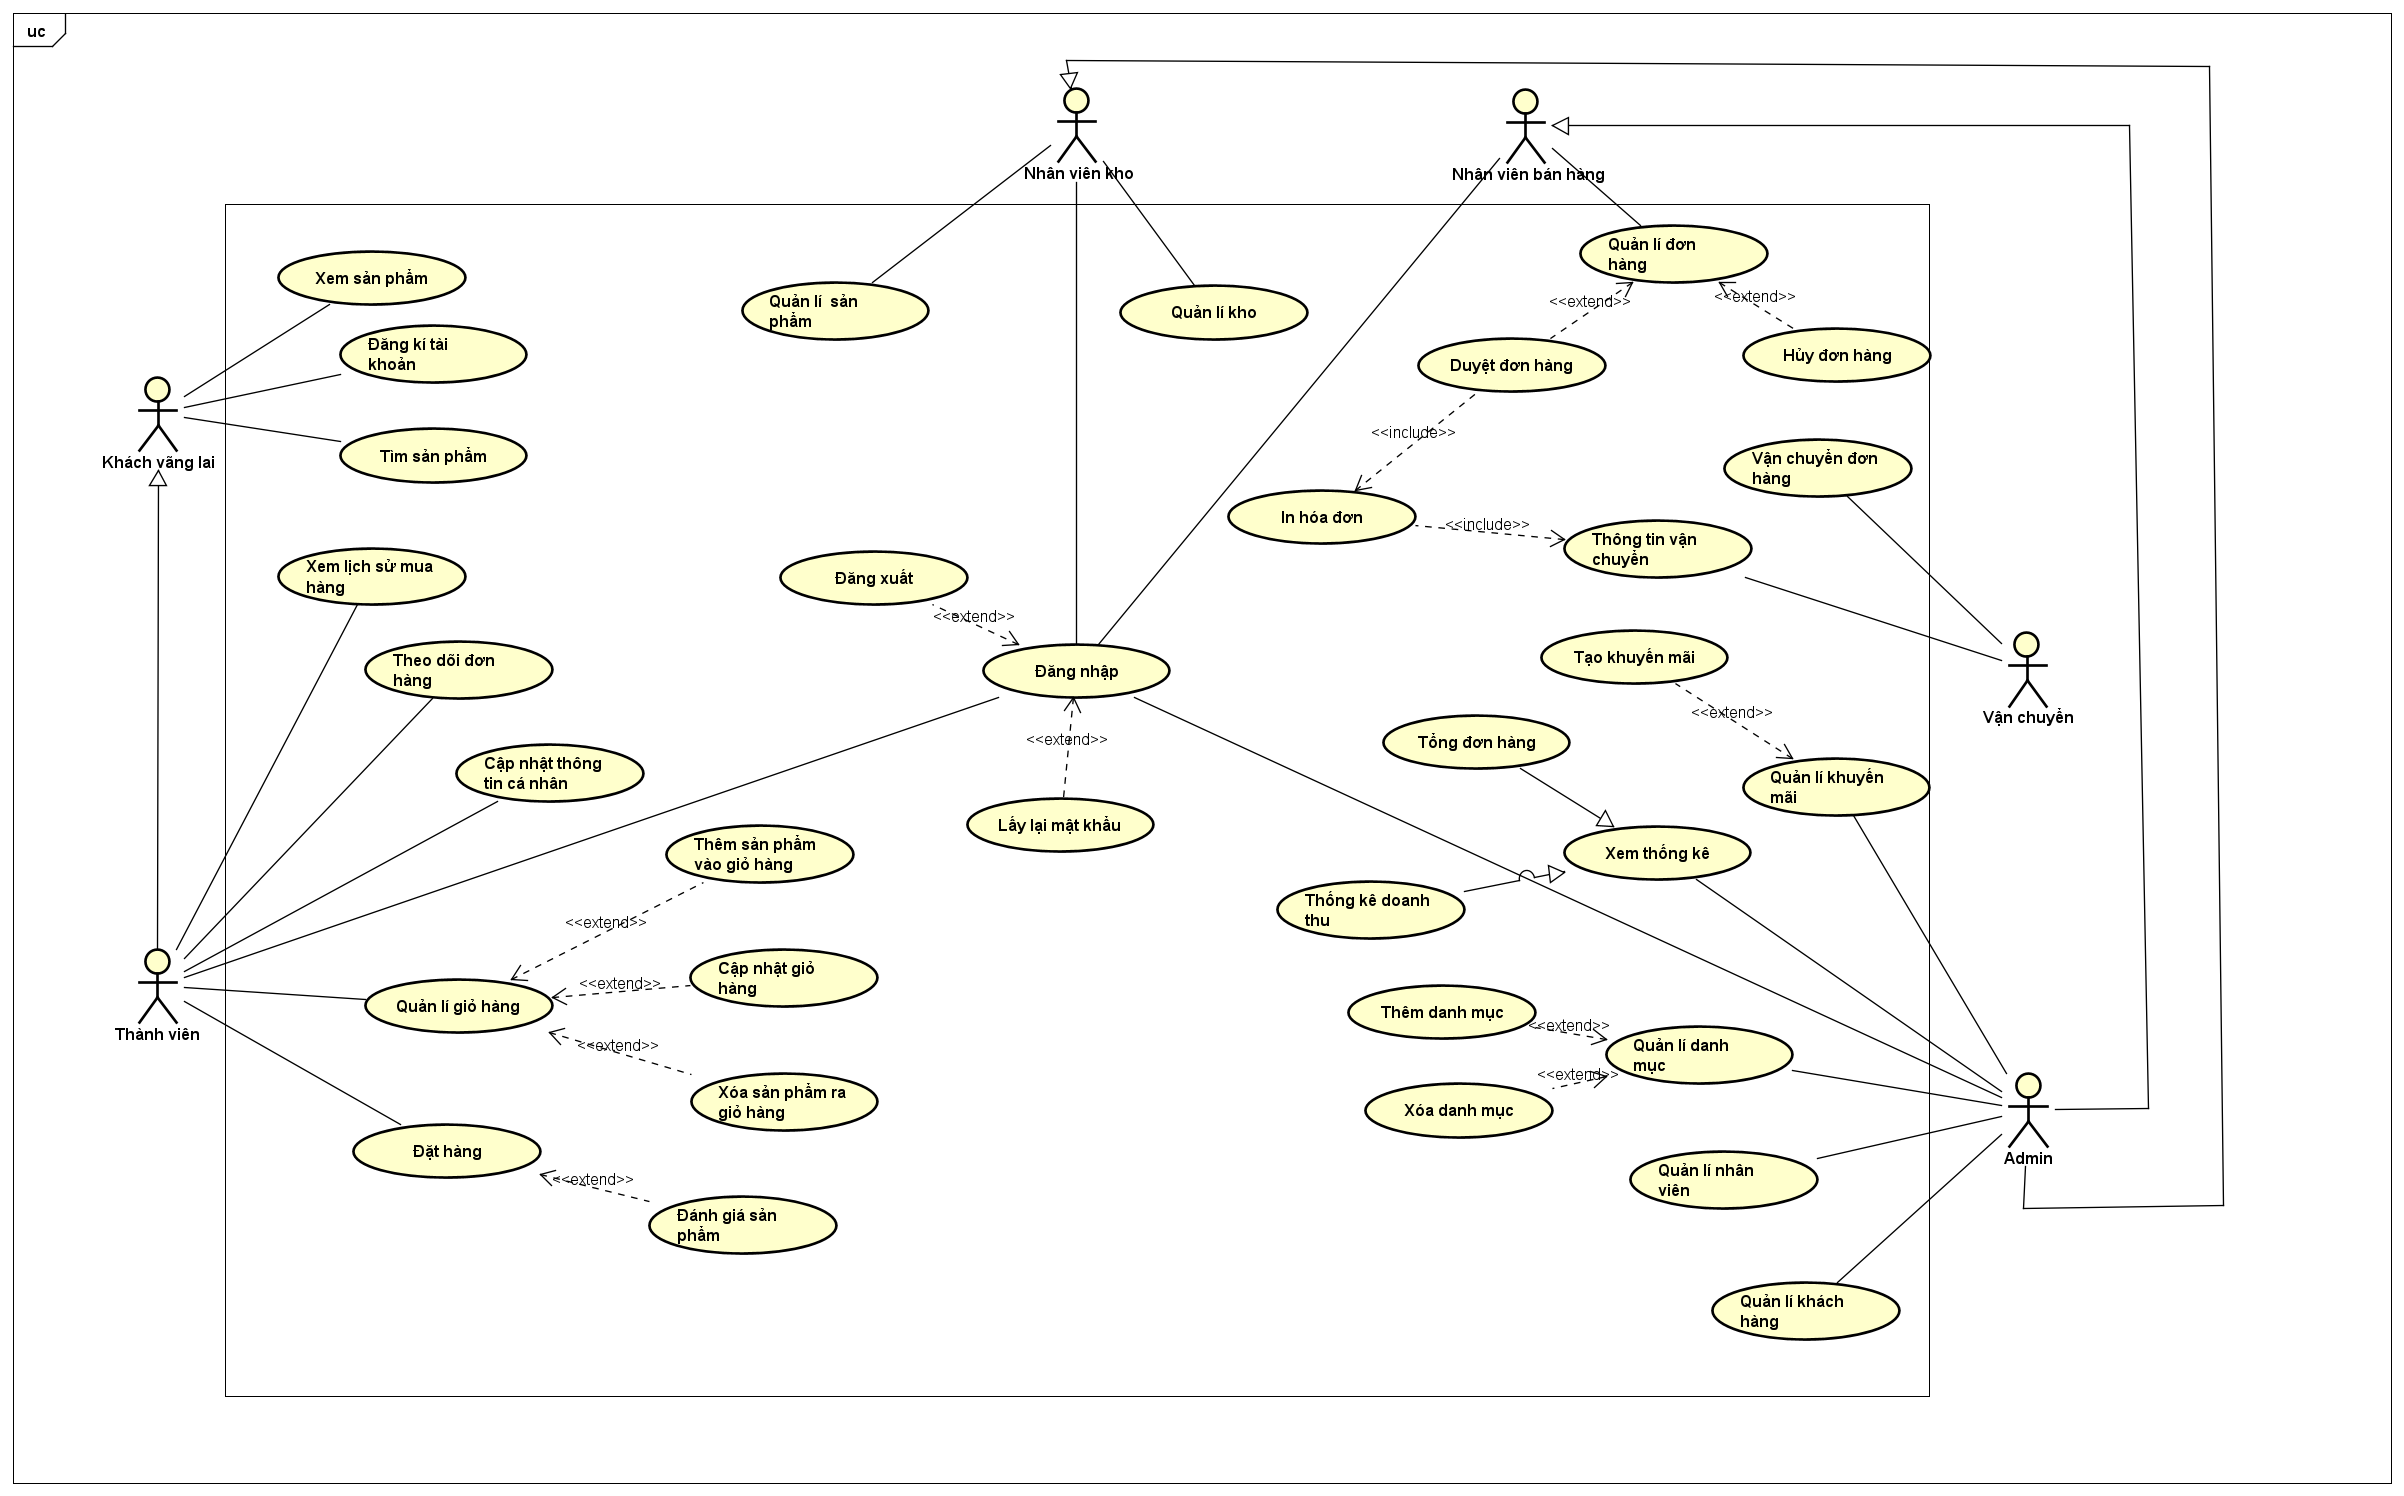 uc
Nhân viên kho
Nhân viên bán hàng
Xem sản phẩm
Đăng kí tài
khoản
Tìm sản phẩm
Khách vãng lai
Quản lí  sản
phẩm
Quản lí kho
Quản lí đơn
hàng
<<extend>>
<<extend>>
Duyệt đơn hàng
Hủy đơn hàng
<<include>>
Vận chuyển đơn
hàng
In hóa đơn
<<include>>
Thông tin vận
chuyển
Xem lịch sử mua
hàng
Đăng xuất
<<extend>>
Theo dõi đơn
hàng
Đăng nhập
Tạo khuyến mãi
<<extend>>
Vận chuyển
Cập nhật thông
tin cá nhân
<<extend>>
Tổng đơn hàng
Quản lí khuyến
mãi
Lấy lại mật khẩu
Thêm sản phẩm
vào giỏ hàng
Xem thống kê
<<extend>>
Thống kê doanh
thu
Cập nhật giỏ
hàng
<<extend>>
Quản lí giỏ hàng
Thành viên
<<extend>>
Thêm danh mục
<<extend>>
Quản lí danh
mục
<<extend>>
Xóa danh mục
Xóa sản phẩm ra
giỏ hàng
Đặt hàng
<<extend>>
Admin
Quản lí nhân
viên
Đánh giá sản
phẩm
Quản lí khách
hàng